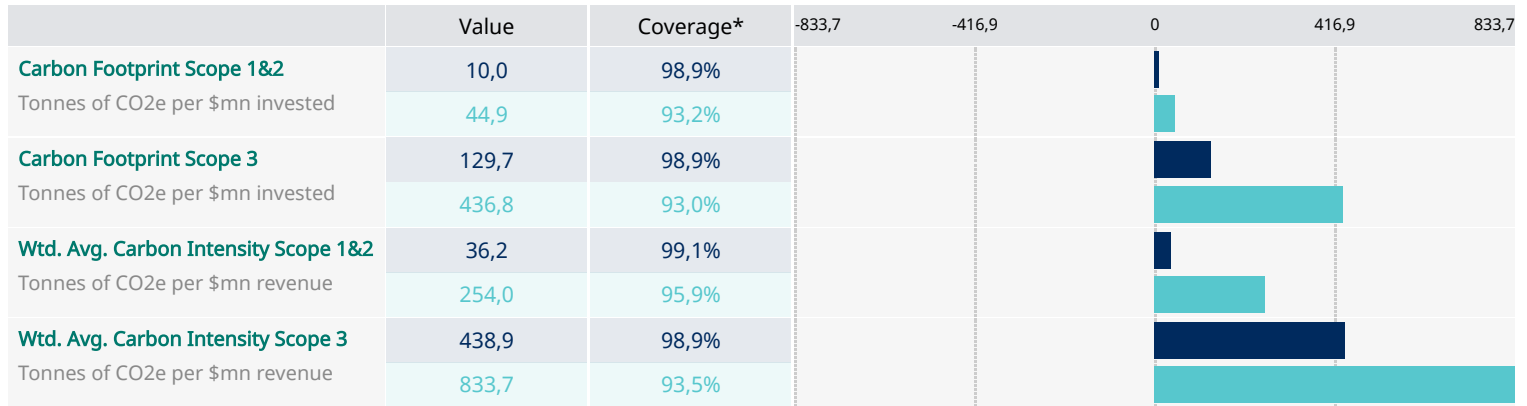 Value Coverage* -833,7 -416,9 0 416,9 833,7
Carbon Footprint Scope 1&2 10,0 98,9%
Tonnes of CO2e per $mn invested 44,9 93,2%
Carbon Footprint Scope 3 129,7 98,9%
Tonnes of CO2e per $mn invested 436,8 93,0%
Wtd. Avg. Carbon Intensity Scope 1&2 36,2 99,1%
Tonnes of CO2e per $mn revenue 254,0 95,9%
Wtd. Avg. Carbon Intensity Scope 3 438,9 98,9%
Tonnes of CO2e per $mn revenue 833,7 93,5%